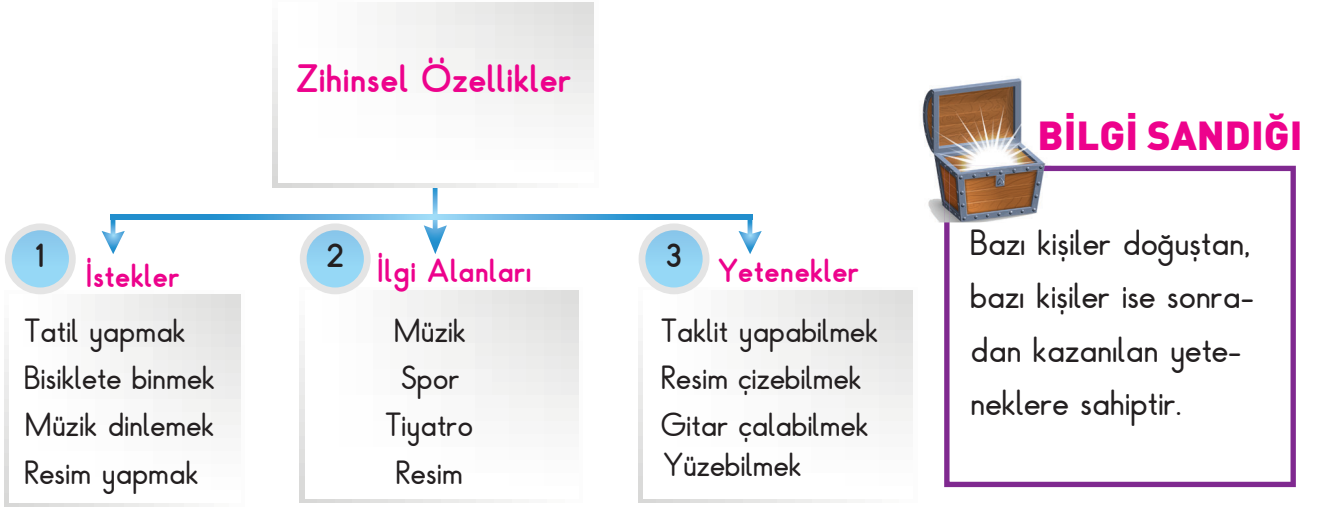 Zihinsel Özellikler
1
İstekler
Tatil yapmak
Bisiklete binmek
Müzik dinlemek
Resim yapmak
2
İlgi Alanları
Müzik
Spor
Tiyatro
Resim
3
Yetenekler
Taklit yapabilmek
Resim çizebilmek
Gitar çalabilmek
Yüzebilmek
BİLGİ SANDIĞI
Bazı kişiler doğuştan,
bazı kişiler ise sonra-
dan kazanılan yete-
neklere sahiptir.